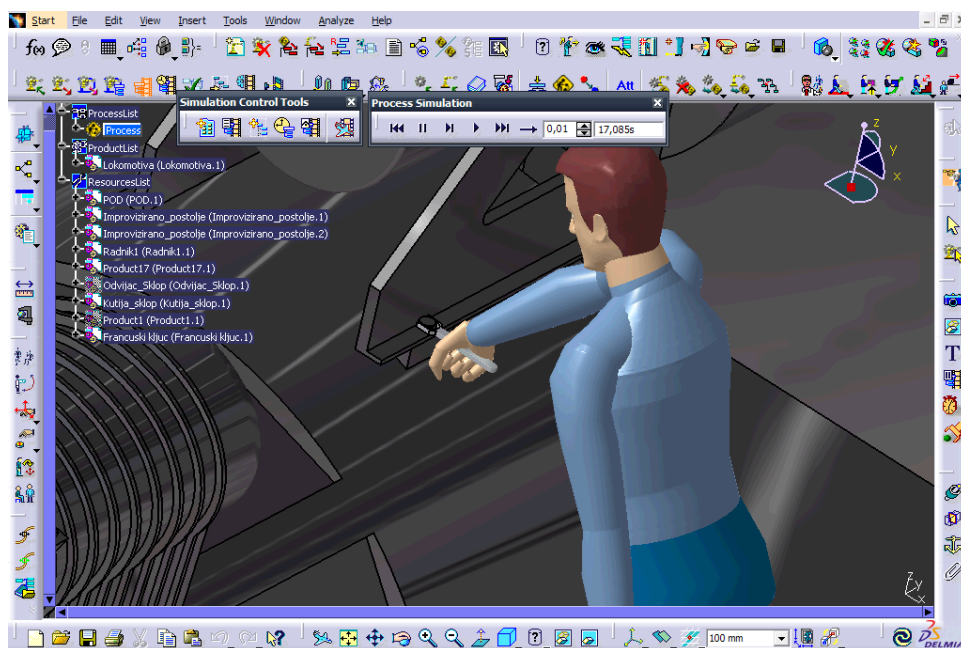 Start File Edit View Insert Tools Window Analyze Help
f(x)
Att
Simulation Control Tools
Process Simulation
0,01 17,085s
ProcessList
Process
ProductList
Lokomotiva (Lokomotiva.1)
ResourcesList
POD (POD.1)
Improvizirano_postolje (Improvizirano_postolje.1)
Improvizirano_postolje (Improvizirano_postolje.2)
Radnik1 (Radnik1.1)
Product17 (Product17.1)
Odvijac_Sklop (Odvijac_Sklop.1)
Kutija_sklop (Kutija_sklop.1)
Product1 (Product1.1)
Francuski kljuc (Francuski kljuc.1)
z
y
x
T
z
y
x
100 mm
DELMIA